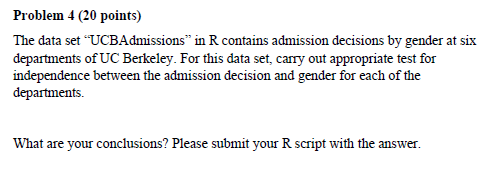 Problem 4 (20 points)
The data set “UCBAdmissions” in R contains admission decisions by gender at six
departments of UC Berkeley. For this data set, carry out appropriate test for
independence between the admission decision and gender for each of the
departments.
What are your conclusions? Please submit your R script with the answer.